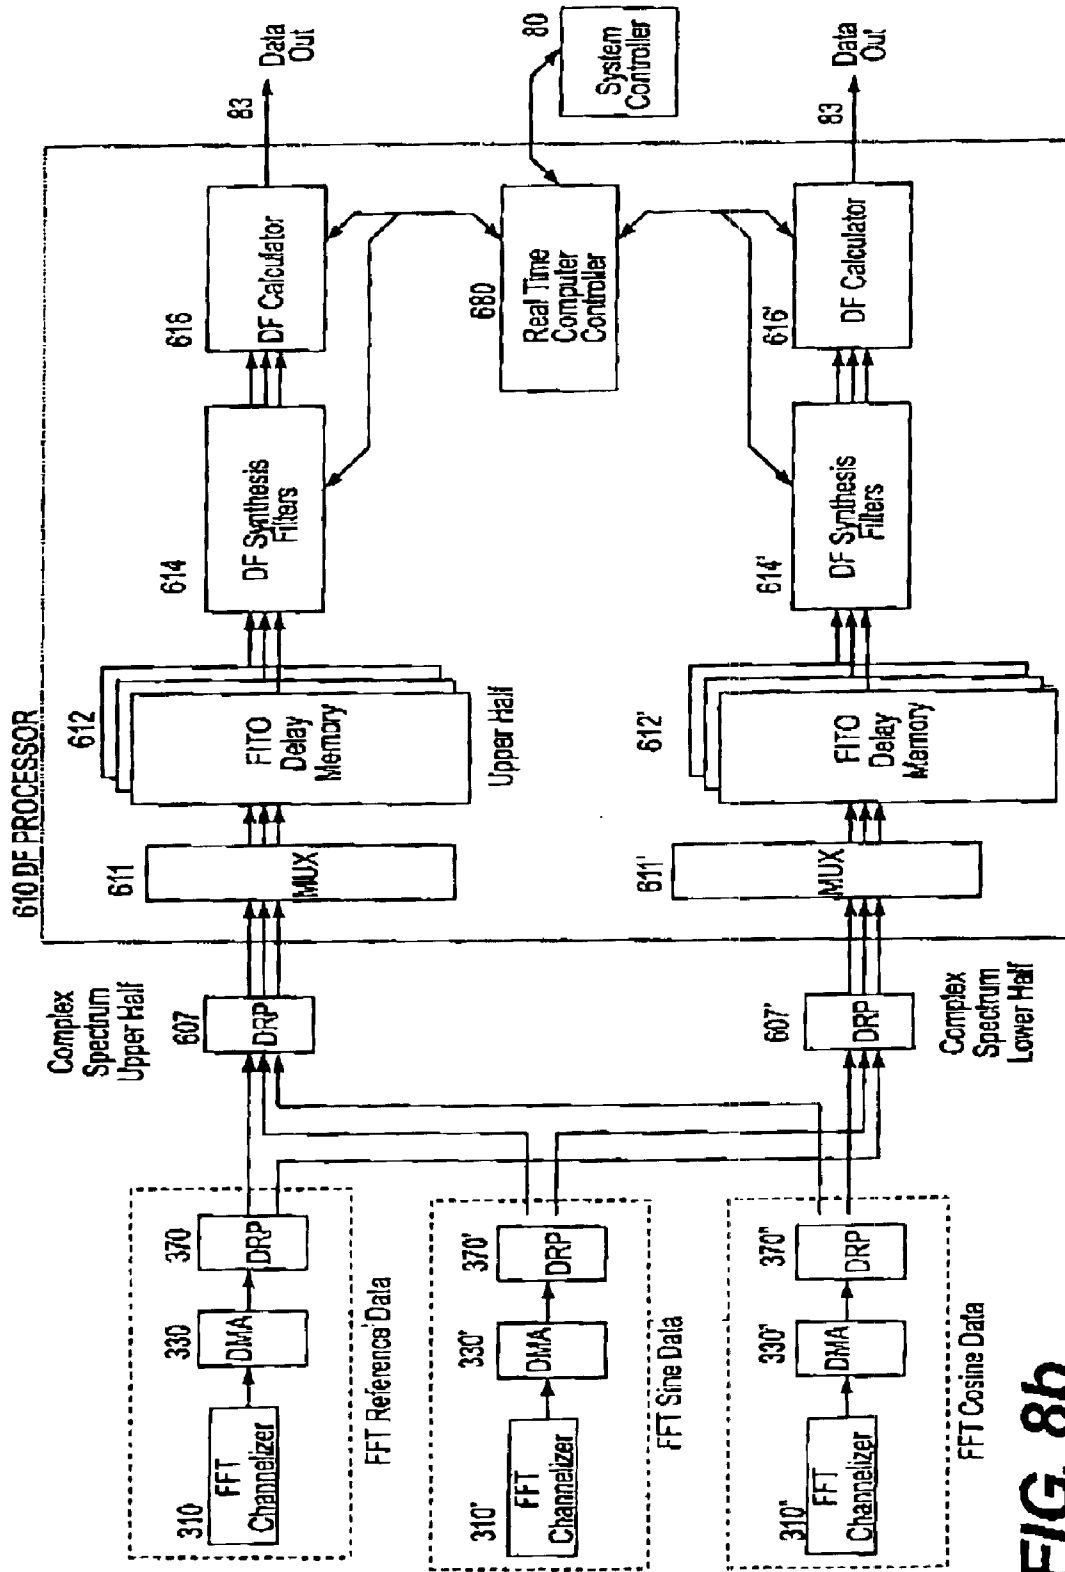 610 DF PROCESSOR
310
FFT
Channelizer
330
DMA
370
DRP
FFT Reference Data
310'
FFT
Channelizer
330'
DMA
370'
DRP
FFT Sine Data
310"
FFT
Channelizer
330"
DMA
370"
DRP
FFT Cosine Data
Complex
Spectrum
Upper Half
607
DRP
611
MUX
612
FITO
Delay
Memory
Upper Half
614
DF Synthesis
Filters
616
DF Calculator
83
Data
Out
680
Real Time
Computer
Controller
80
System
Controller
607'
DRP
Complex
Spectrum
Lower Half
611'
MUX
612'
FITO
Delay
Memory
614'
DF Synthesis
Filters
616'
DF Calculator
83
Data
Out
FIG. 8b